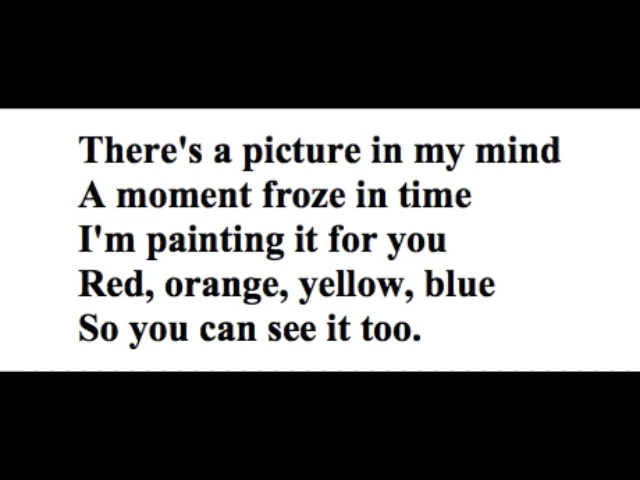 There's a picture in my mind
A moment froze in time
I'm painting it for you
Red, orange, yellow, blue
So you can see it too.